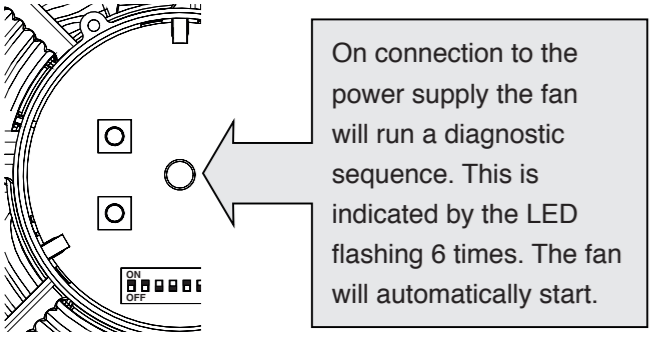 On connection to the
power supply the fan
will run a diagnostic
sequence. This is
indicated by the LED
flashing 6 times. The fan
will automatically start.
ON
OFF